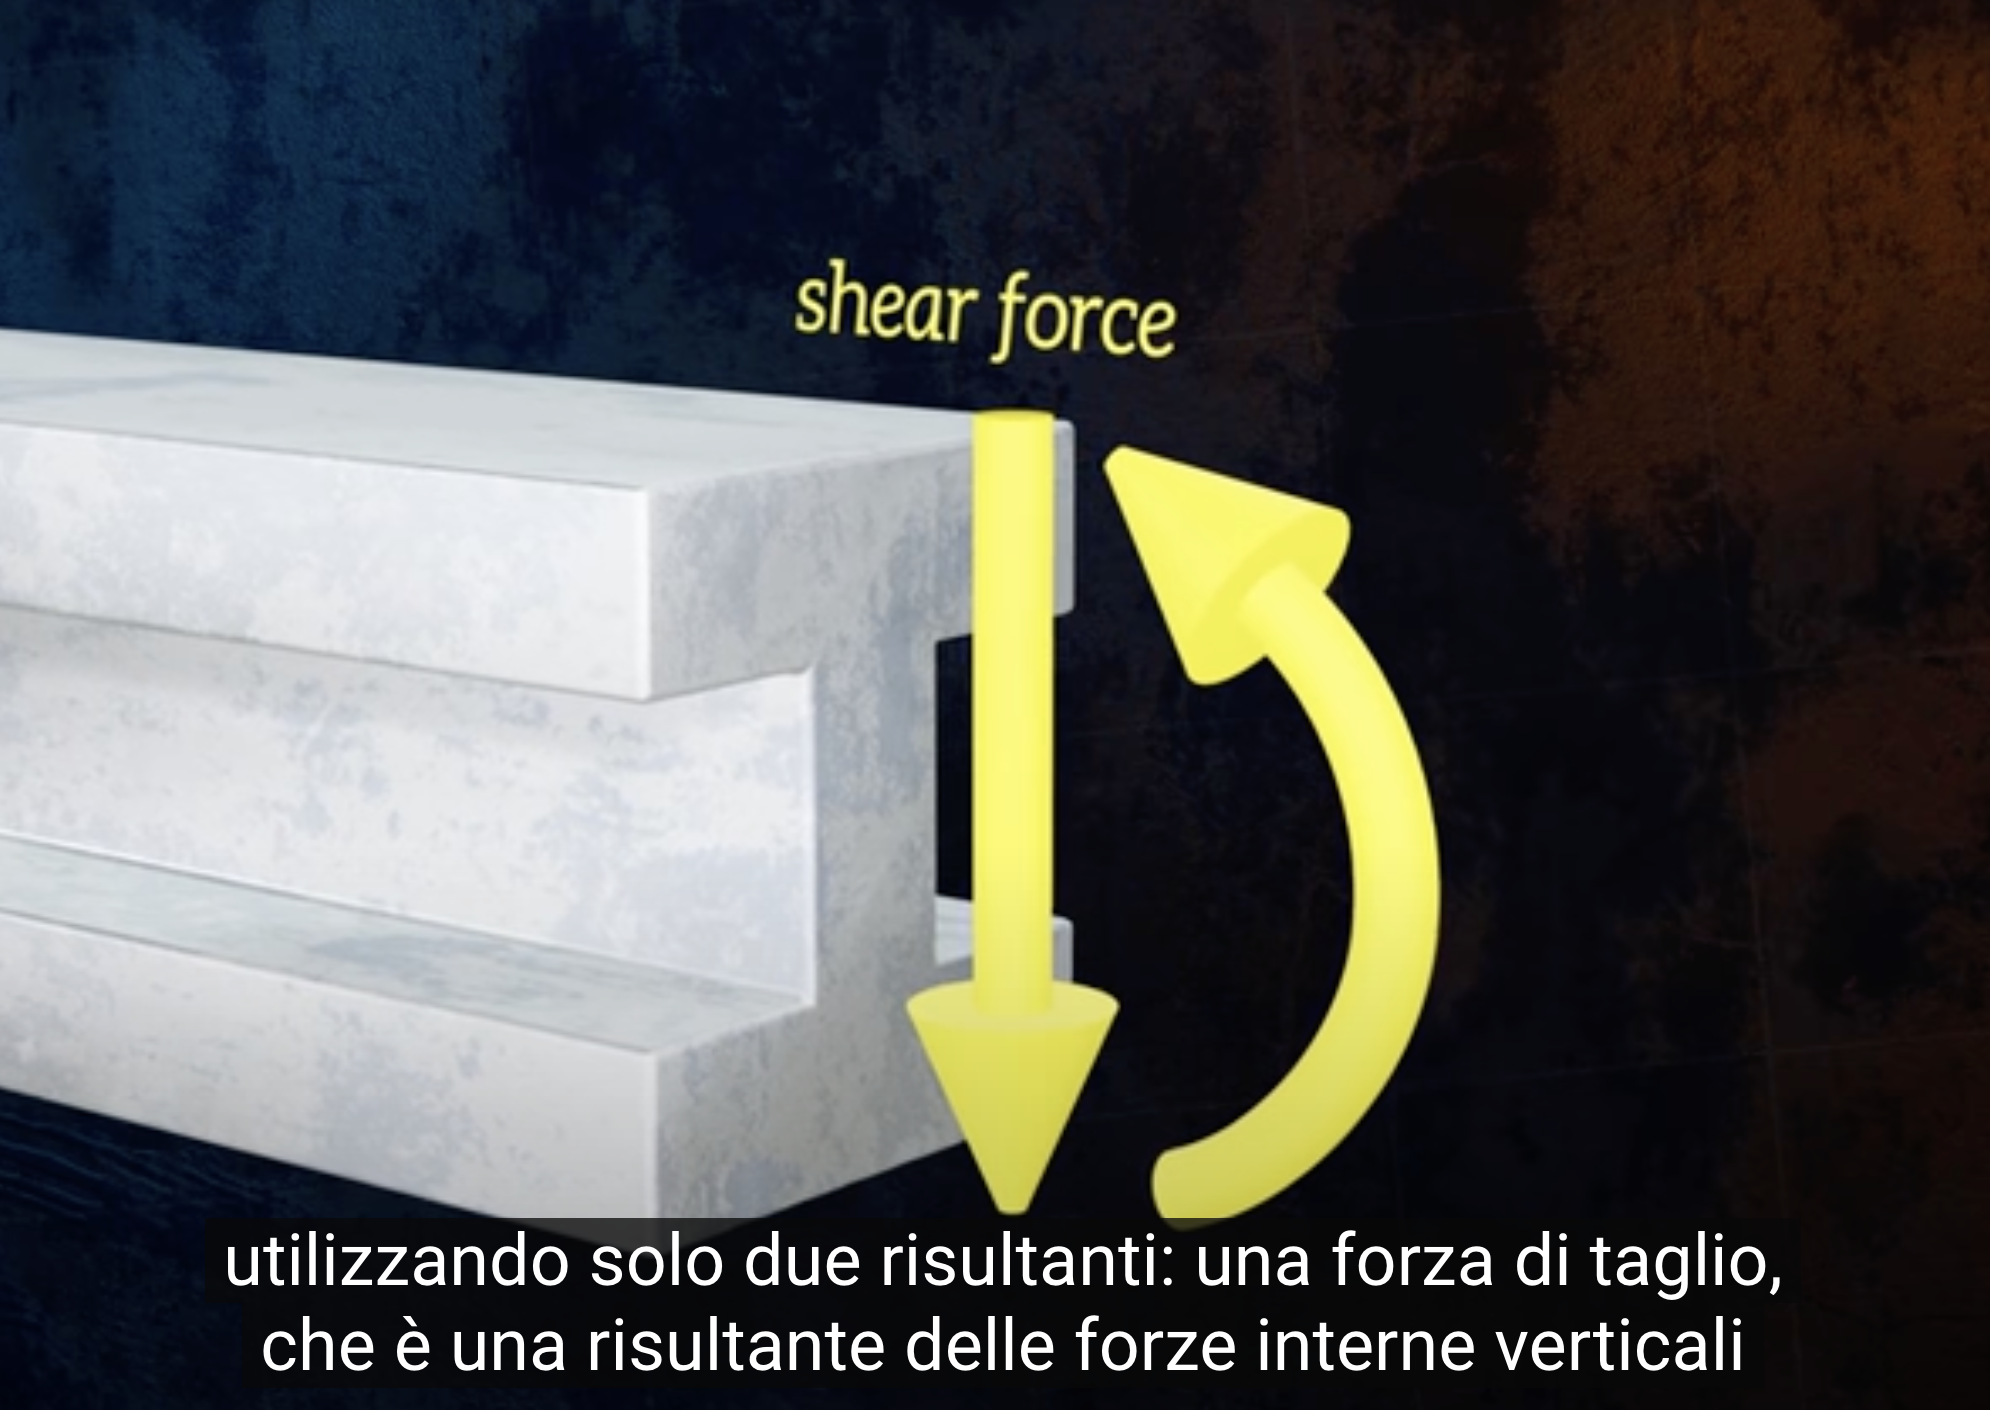 shear force
utilizzando solo due risultanti: una forza di taglio,
che è una risultante delle forze interne verticali